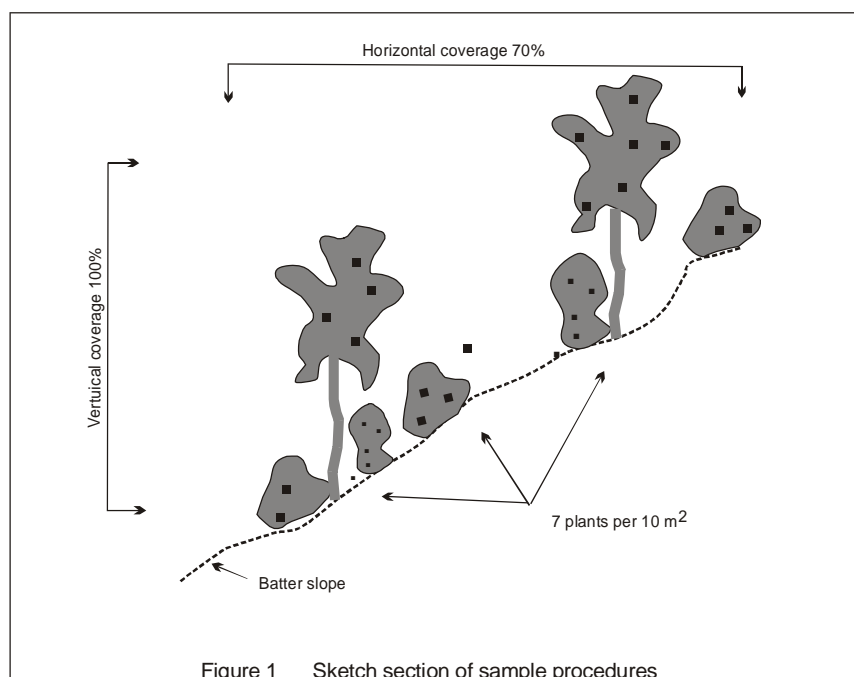 Horizontal coverage 70%
Vertuical coverage 100%
7 plants per 10 m2
Batter slope
Figure 1 Sketch section of sample procedures